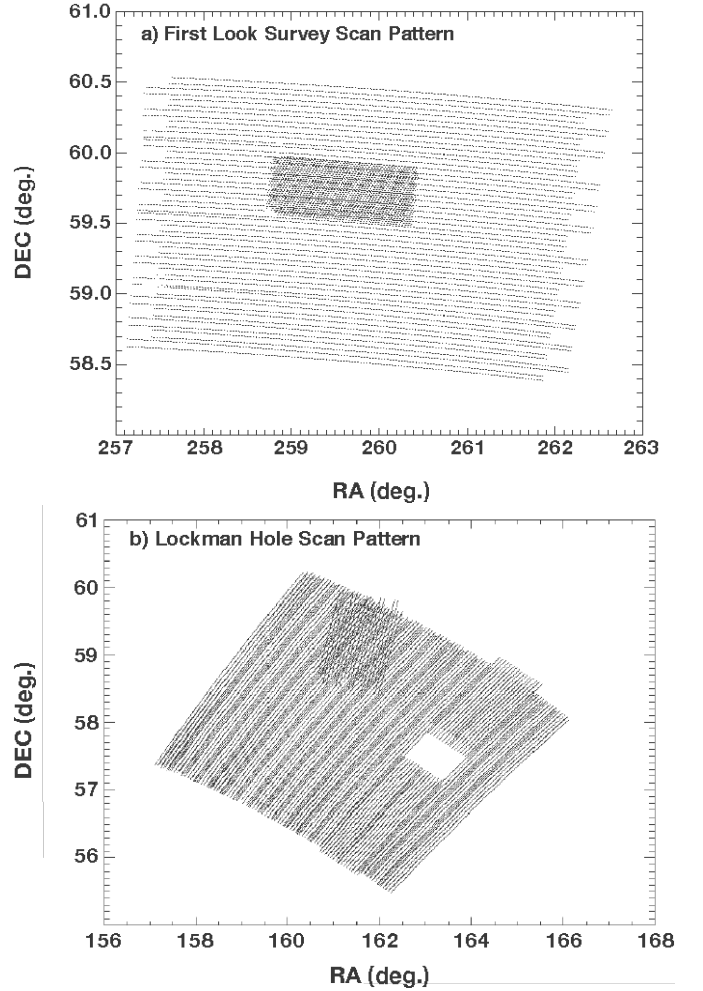 a) First Look Survey Scan Pattern
61.0
60.5
60.0
59.5
59.0
58.5
DEC (deg.)
257 258 259 260 261 262 263
RA (deg.)
b) Lockman Hole Scan Pattern
61
60
59
58
57
56
DEC (deg.)
156 158 160 162 164 166 168
RA (deg.)